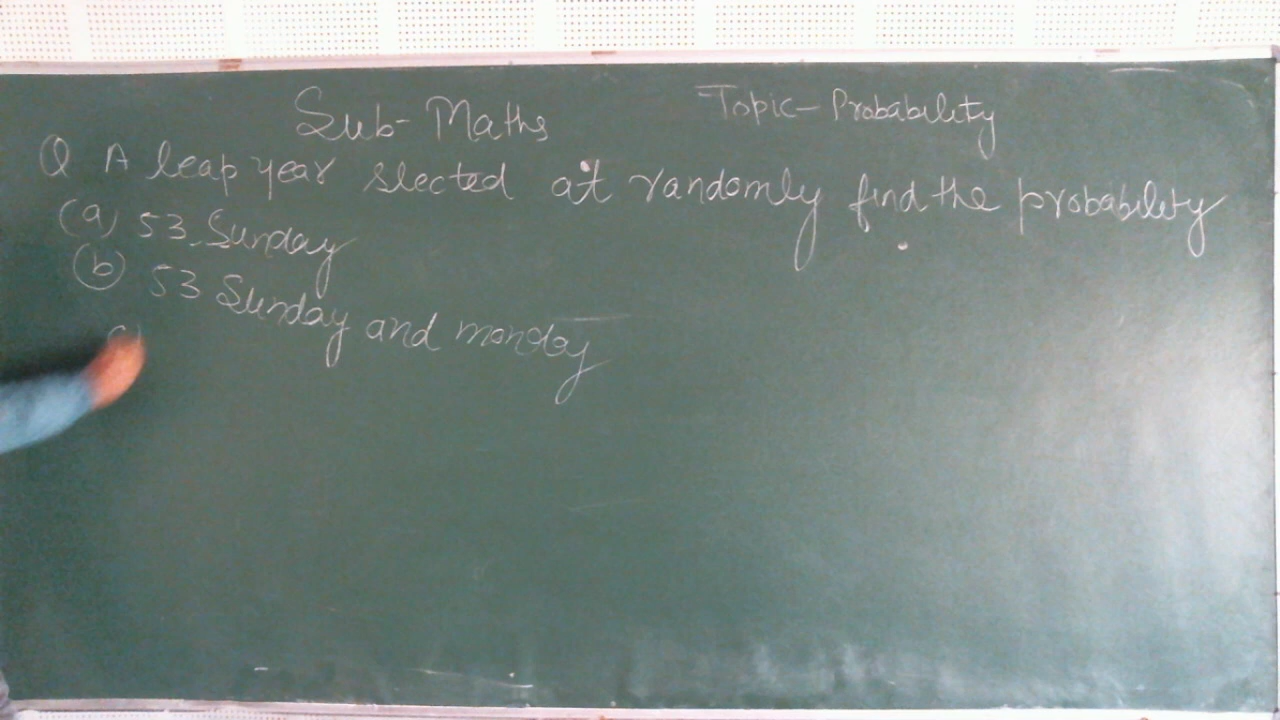 Sub- Maths Topic- Probability
Q A leap year slected at randomly find the probability
(a) 53 Sunday
(b) 53 Sunday and monday